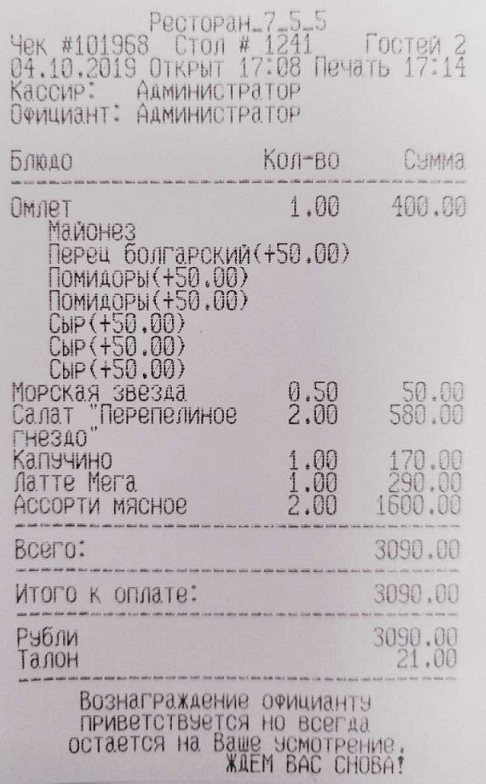 Ресторан_7_5_5
Чек #101968 Стол # 1241 Гостей 2
04.10.2019 Открыт 17:08 Печать 17:14
Кассир: Администратор
Официант: Администратор
Блюдо Кол-во Сумма
Омлет 1.00 400.00
Майонез
Перец болгарский(+50.00)
Помидоры(+50.00)
Помидоры(+50.00)
Сыр(+50.00)
Сыр(+50.00)
Сыр(+50.00)
Морская звезда 0.50 50.00
Салат "Перепелиное 2.00 580.00
гнездо"
Капучино 1.00 170.00
Латте Мега 1.00 290.00
Ассорти мясное 2.00 1600.00
Всего: 3090.00
Итого к оплате: 3090.00
Рубли 3090.00
Талон 21.00
Вознаграждение официанту
приветствуется но всегда
остается на Ваше усмотрение.
ЖДЕМ ВАС СНОВА!